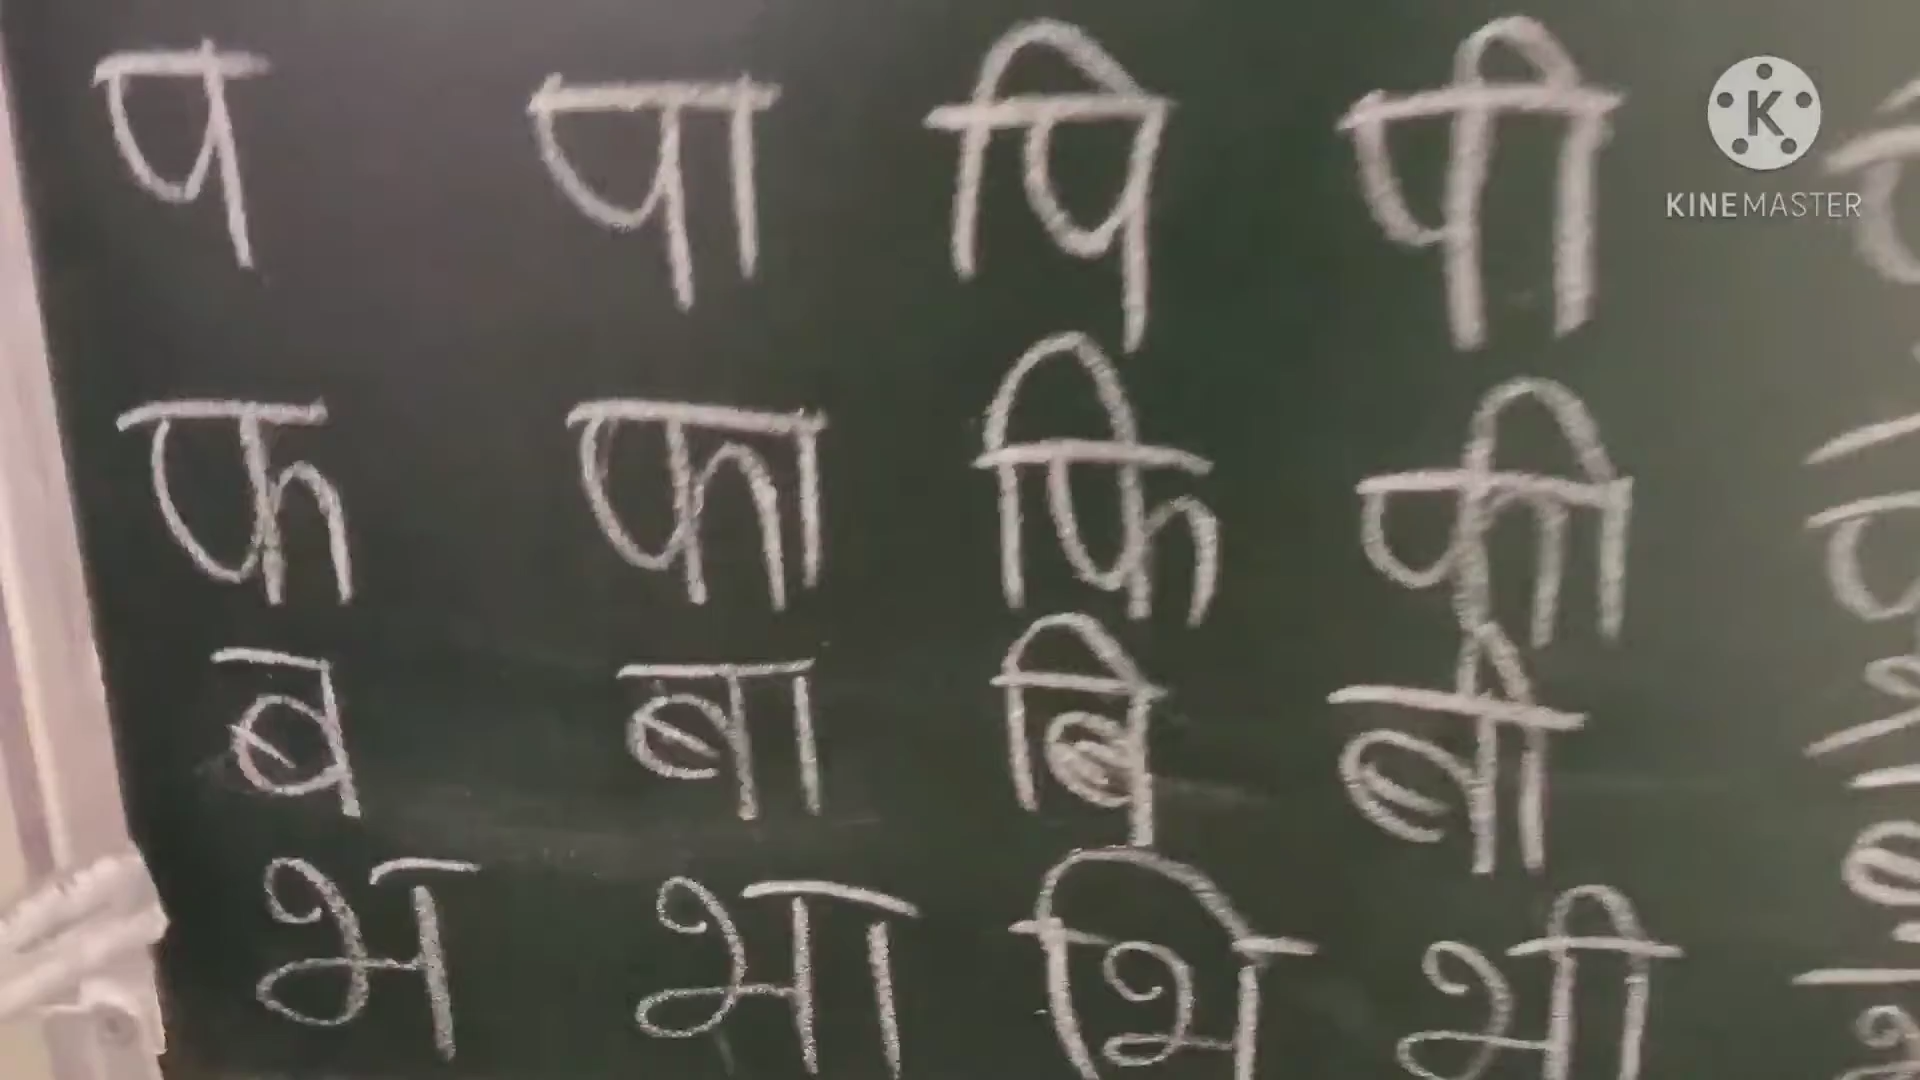 प पा पि पी
फ फा फि फी
ब बा बि बी
भ भा भि भी
KINEMASTER